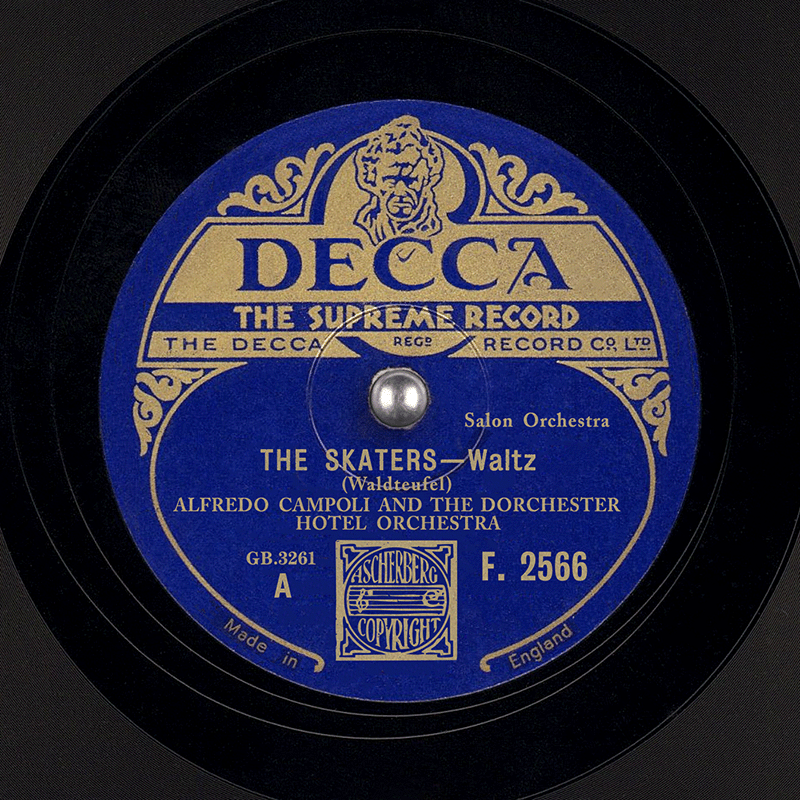 DECCA
THE SUPREME RECORD
THE DECCA REGD RECORD CO. LTD
Salon Orchestra
THE SKATERS—Waltz
(Waldteufel)
ALFREDO CAMPOLI AND THE DORCHESTER
HOTEL ORCHESTRA
GB.3261
A
F. 2566
ASCHERBERG
COPYRIGHT
Made in England